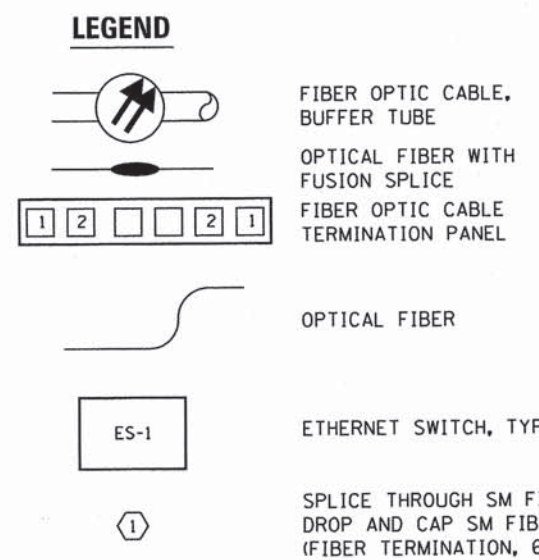 LEGEND
FIBER OPTIC CABLE,
BUFFER TUBE
OPTICAL FIBER WITH
FUSION SPLICE
1 2 2 1
FIBER OPTIC CABLE
TERMINATION PANEL
OPTICAL FIBER
ES-1
ETHERNET SWITCH,
1
SPLICE THROUGH SM
DROP AND CAP SM
(FIBER TERMINATION,